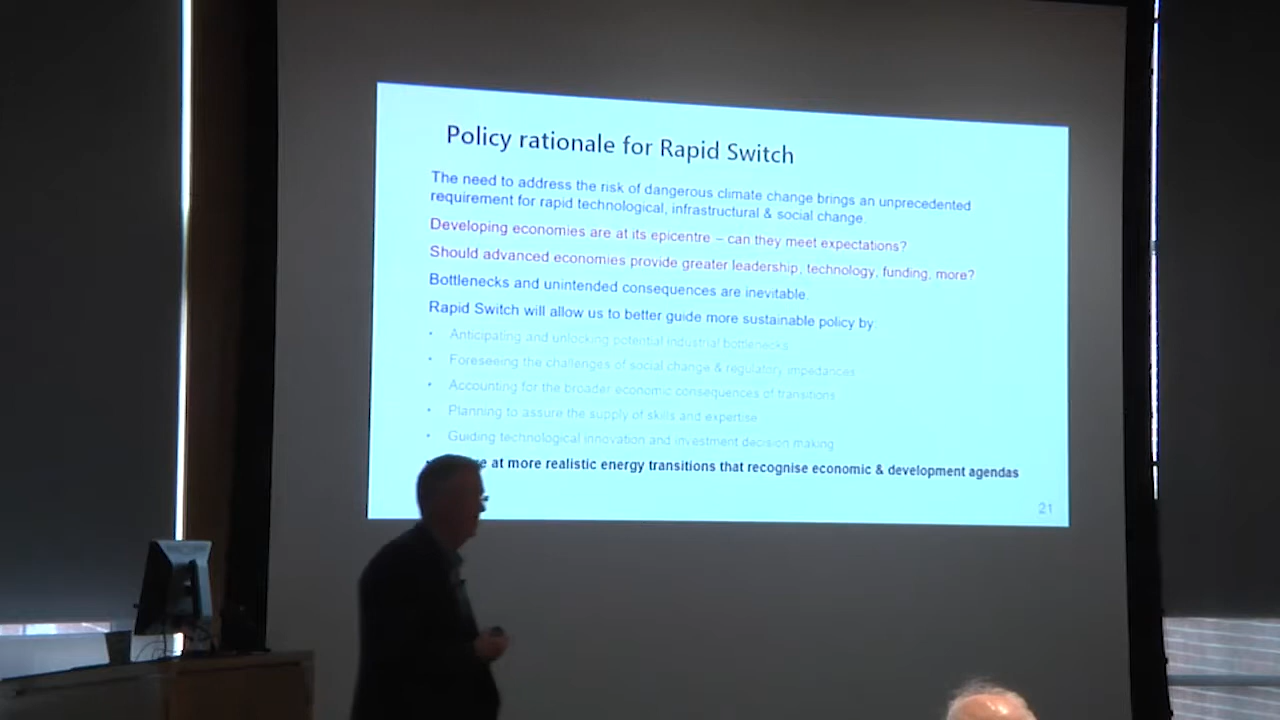 Policy rationale for Rapid Switch
The need to address the risk of dangerous climate change brings an unprecedented
requirement for rapid technological, infrastructural & social change.
Developing economies are at its epicentre – can they meet expectations?
Should advanced economies provide greater leadership, technology, funding, more?
Bottlenecks and unintended consequences are inevitable.
Rapid Switch will allow us to better guide more sustainable policy by:
• Anticipating and unlocking potential industrial bottlenecks
• Foreseeing the challenges of social change & regulatory impedances
• Accounting for the broader economic consequences of transitions
• Planning to assure the supply of skills and expertise
• Guiding technological innovation and investment decision making
at more realistic energy transitions that recognise economic & development agendas
21